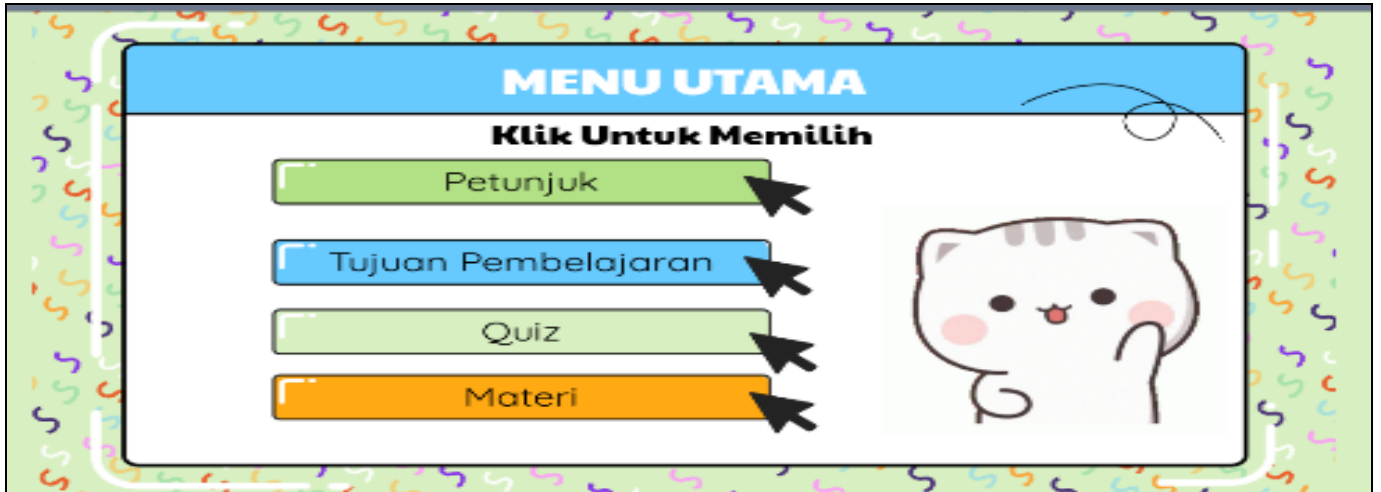 MENU UTAMA
Klik Untuk Memilih
Petunjuk
Tujuan Pembelajaran
Quiz
Materi